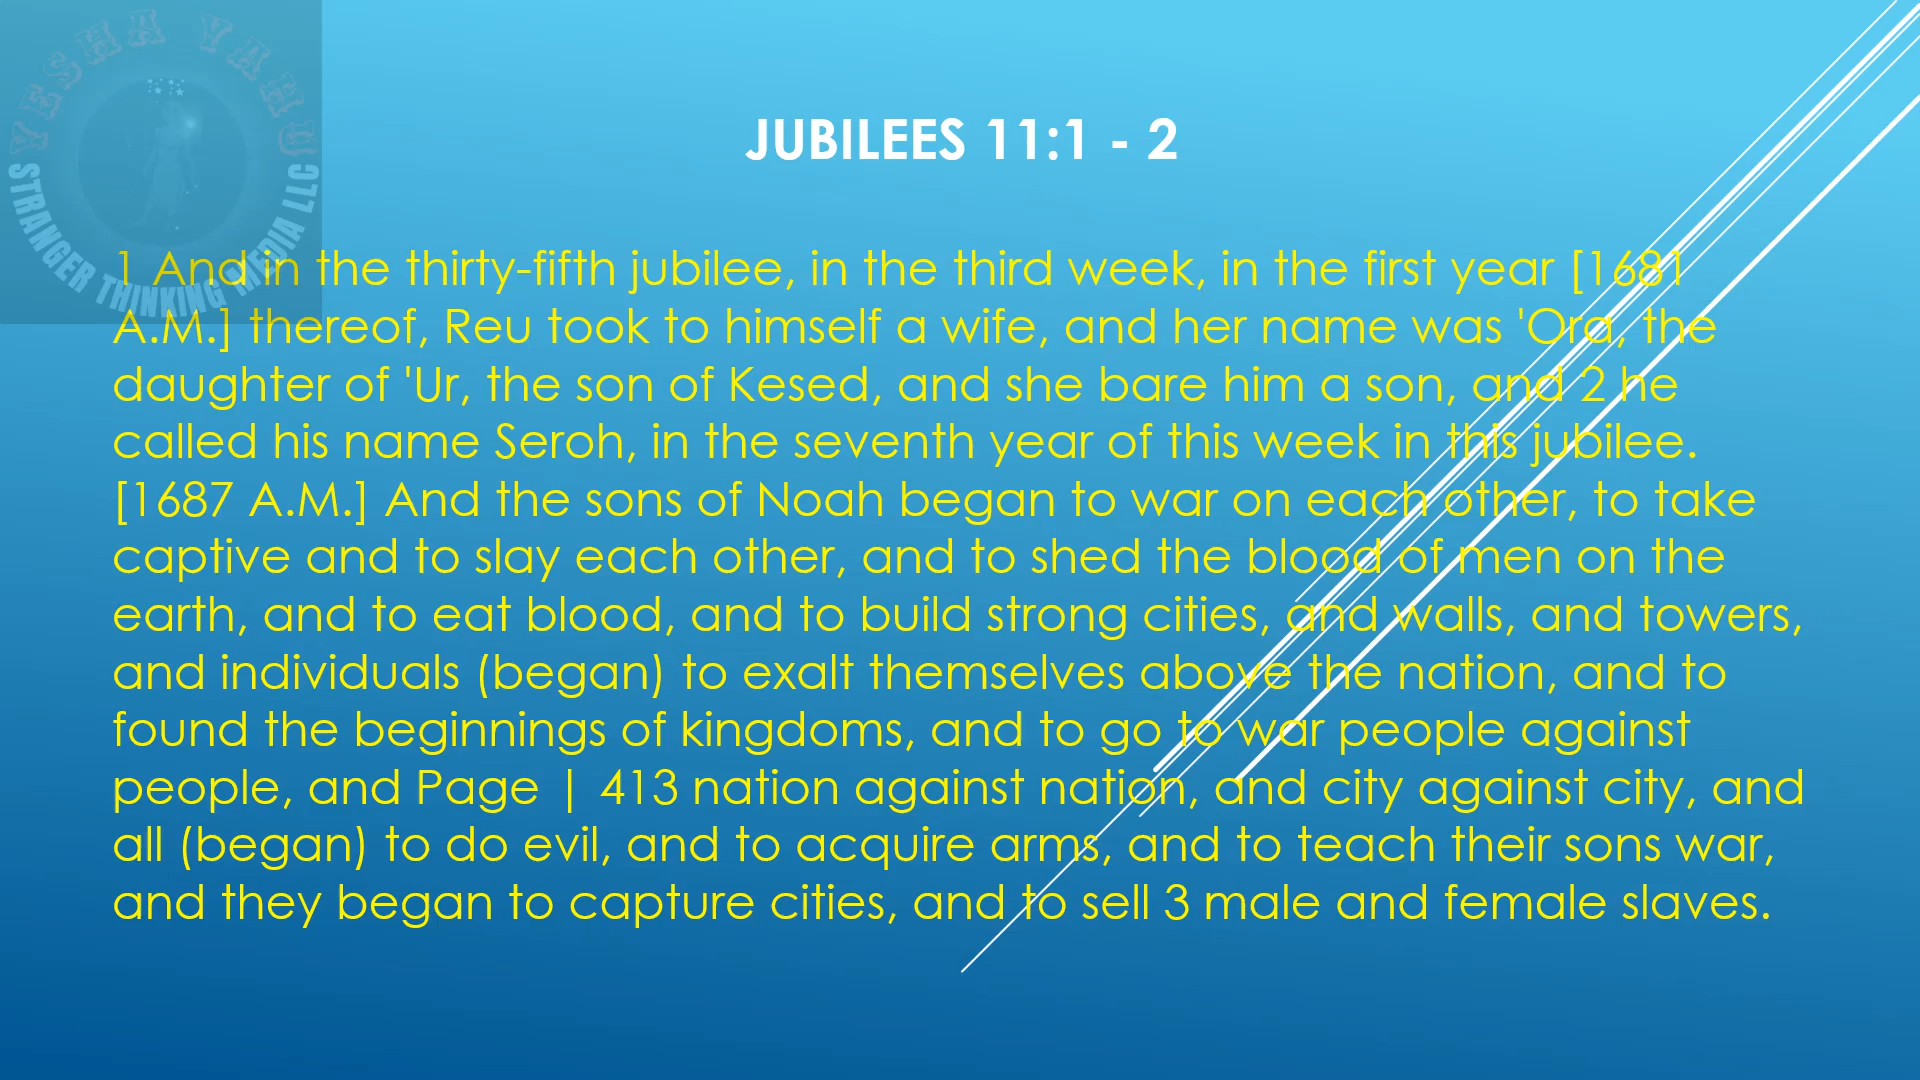 YESHA YAHU
STRANGER THINKING MEDIA LLC
JUBILEES 11:1 - 2
1 And in the thirty-fifth jubilee, in the third week, in the first year [1681
A.M.] thereof, Reu took to himself a wife, and her name was 'Ora, the
daughter of 'Ur, the son of Kesed, and she bare him a son, and 2 he
called his name Seroh, in the seventh year of this week in this jubilee.
[1687 A.M.] And the sons of Noah began to war on each other, to take
captive and to slay each other, and to shed the blood of men on the
earth, and to eat blood, and to build strong cities, and walls, and towers,
and individuals (began) to exalt themselves above the nation, and to
found the beginnings of kingdoms, and to go to war people against
people, and Page | 413 nation against nation, and city against city, and
all (began) to do evil, and to acquire arms, and to teach their sons war,
and they began to capture cities, and to sell 3 male and female slaves.